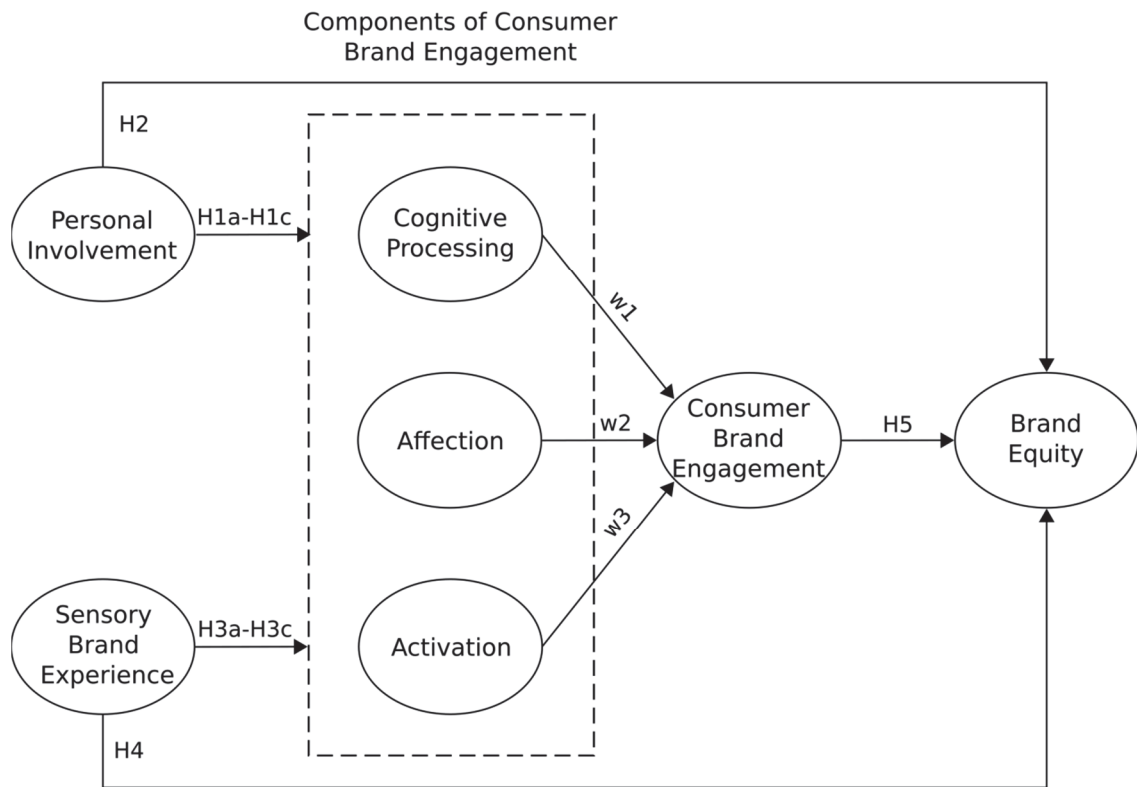 Components of Consumer
Brand Engagement
H2
Personal
Involvement
H1a-H1c
Cognitive
Processing
w1
Affection
w2
Consumer
Brand
Engagement
H5
Brand
Equity
w3
Sensory
Brand
Experience
H3a-H3c
Activation
H4